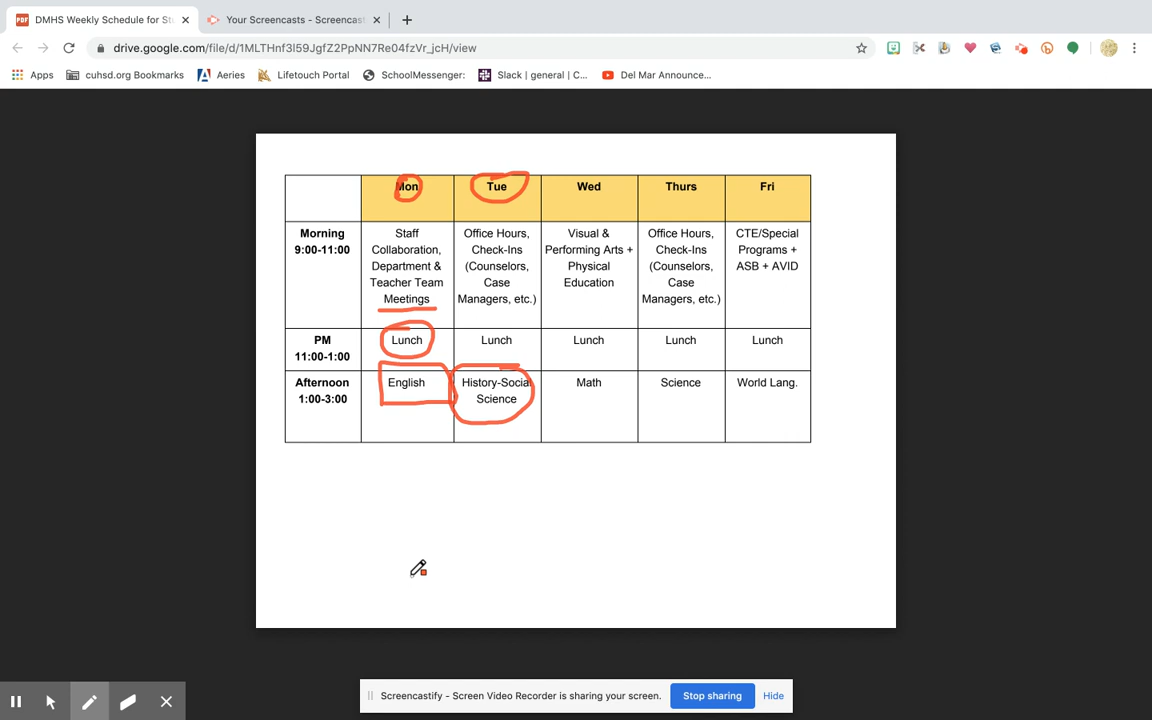 DMHS Weekly Schedule for Stu
Your Screencasts - Screencast
drive.google.com/file/d/1MLTHnf3l59JgfZ2PpNN7Re04fzVr_jcH/view
Apps cuhsd.org Bookmarks Aeries Lifetouch Portal SchoolMessenger: Slack | general | C... Del Mar Announce...
Mon Tue Wed Thurs Fri
Morning
9:00-11:00
Staff
Collaboration,
Department &
Teacher Team
Meetings
Office Hours,
Check-Ins
(Counselors,
Case
Managers, etc.)
Visual &
Performing Arts +
Physical
Education
Office Hours,
Check-Ins
(Counselors,
Case
Managers, etc.)
CTE/Special
Programs +
ASB + AVID
PM
11:00-1:00
Lunch Lunch Lunch Lunch Lunch
Afternoon
1:00-3:00
English
History-Social
Science
Math
Science
World Lang.
Screencastify - Screen Video Recorder is sharing your screen. Stop sharing Hide